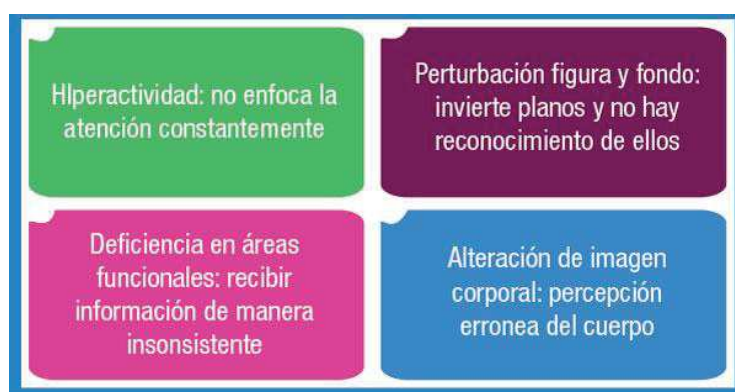 HIperactividad: no enfoca la
atención constantemente
Perturbación figura y fondo:
invierte planos y no hay
reconocimiento de ellos
Deficiencia en áreas
funcionales: recibir
información de manera
insonsistente
Alteración de imagen
corporal: percepción
erronea del cuerpo